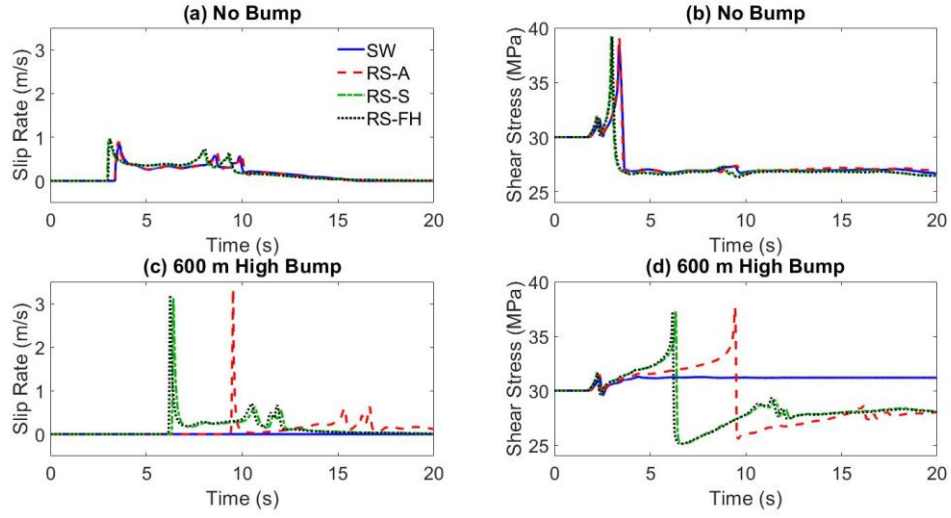 (a) No Bump
Slip Rate (m/s)
3
2
1
0
SW
RS-A
RS-S
RS-FH
0 5 10 15 20
Time (s)
(b) No Bump
Shear Stress (MPa)
40
35
30
25
0 5 10 15 20
Time (s)
(c) 600 m High Bump
Slip Rate (m/s)
3
2
1
0
0 5 10 15 20
Time (s)
(d) 600 m High Bump
Shear Stress (MPa)
40
35
30
25
0 5 10 15 20
Time (s)